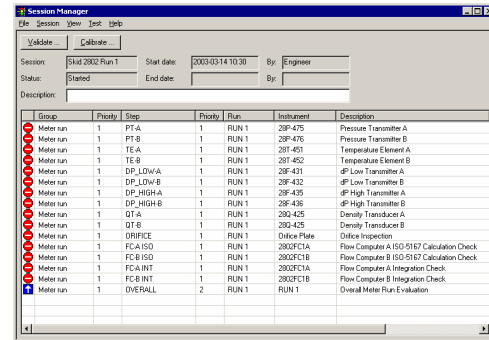 Session Manager
File Session View Test Help
Validate ... Calibrate ...
Session: Skid 2802 Run 1 Start date: 2003-03-14 10:30 By: Engineer
Status: Started End date: By:
Description:
Group Priority Step Priority Run Instrument Description
Meter run 1 PT-A 1 RUN 1 28P-475 Pressure Transmitter A
Meter run 1 PT-B 1 RUN 1 28P-476 Pressure Transmitter B
Meter run 1 TE-A 1 RUN 1 28T-451 Temperature Element A
Meter run 1 TE-B 1 RUN 1 28T-452 Temperature Element B
Meter run 1 DP_LOW-A 1 RUN 1 28F-431 dP Low Transmitter A
Meter run 1 DP_LOW-B 1 RUN 1 28F-432 dP Low Transmitter B
Meter run 1 DP_HIGH-A 1 RUN 1 28F-435 dP High Transmitter A
Meter run 1 DP_HIGH-B 1 RUN 1 28F-436 dP High Transmitter B
Meter run 1 QT-A 1 RUN 1 28Q-425 Density Transducer A
Meter run 1 QT-B 1 RUN 1 28Q-425 Density Transducer B
Meter run 1 ORIFICE 1 RUN 1 Orifice Plate Orifice Inspection
Meter run 1 FC-A ISO 1 RUN 1 2802FC1A Flow Computer A ISO-5167 Calculation Check
Meter run 1 FC-B ISO 1 RUN 1 2802FC1B Flow Computer B ISO-5167 Calculation Check
Meter run 1 FC-A INT 1 RUN 1 2802FC1A Flow Computer A Integration Check
Meter run 1 FC-B INT 1 RUN 1 2802FC1B Flow Computer B Integration Check
Meter run 1 OVERALL 2 RUN 1 RUN 1 Overall Meter Run Evaluation